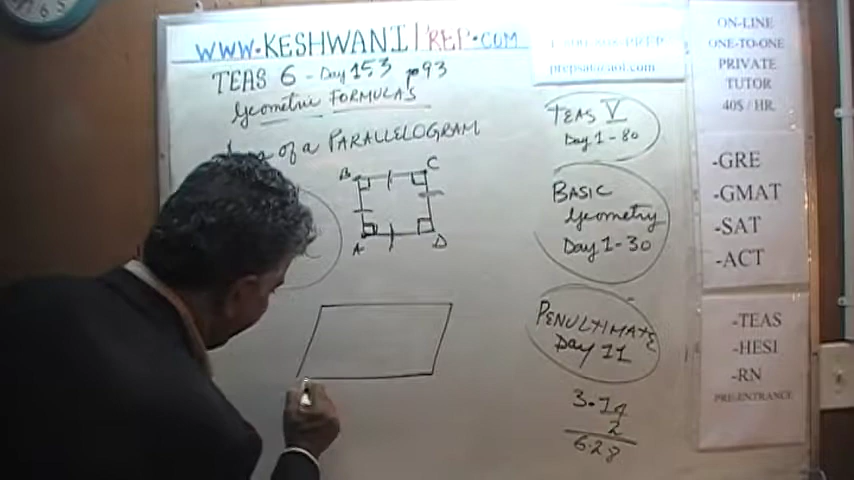 www.KESHWANIPREP.com
TEAS 6 - Day 153 p93
Geometric FORMULAS
of a PARALLELOGRAM
B C
A D
prepsat@aol.com
TEAS V
Day 1-80
BASIC
Geometry
Day 1-30
PENULTIMATE
Day 11
3.14
2
6.28
ON-LINE
ONE-TO-ONE
PRIVATE
TUTOR
40$ / HR
-GRE
-GMAT
-SAT
-ACT
-TEAS
-HESI
-RN
PRE-ENTRANCE